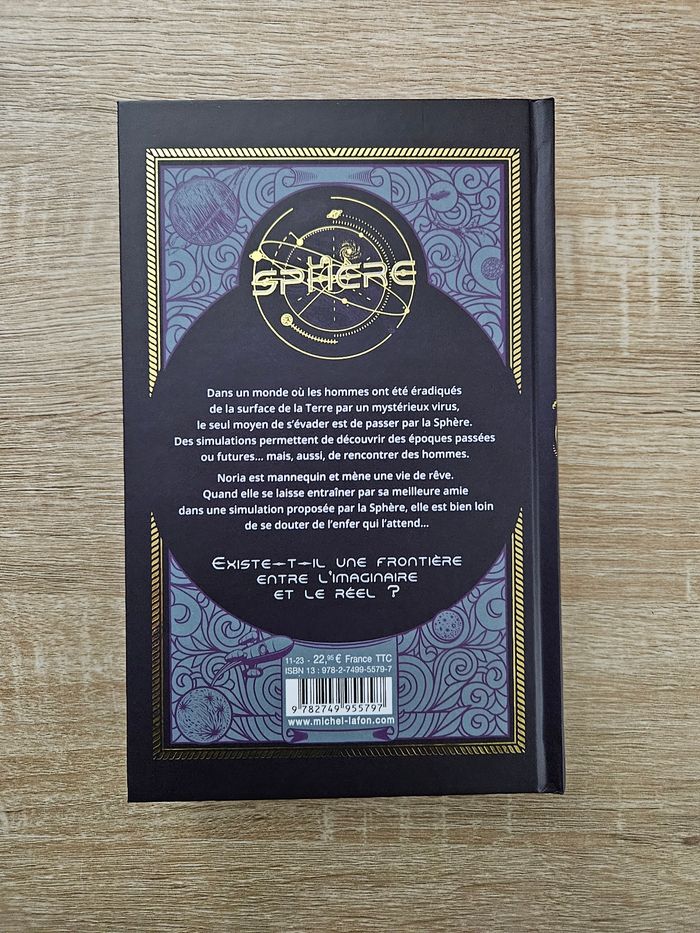 SPHERE
Dans un monde où les hommes ont été éradiqués
de la surface de la Terre par un mystérieux virus,
le seul moyen de s'évader est de passer par la Sphère.
Des simulations permettent de découvrir des époques passées
ou futures... mais, aussi, de rencontrer des hommes.
Noria est mannequin et mène une vie de rêve.
Quand elle se laisse entraîner par sa meilleure amie
dans une simulation proposée par la Sphère, elle est bien loin
de se douter de l'enfer qui l'attend...
Existe-t-il une frontière
entre l'imaginaire
et le réel ?
11-23 - 22,95 € France TTC
ISBN 13 : 978-2-7499-5579-7
9 782749 955797
www.michel-lafon.com